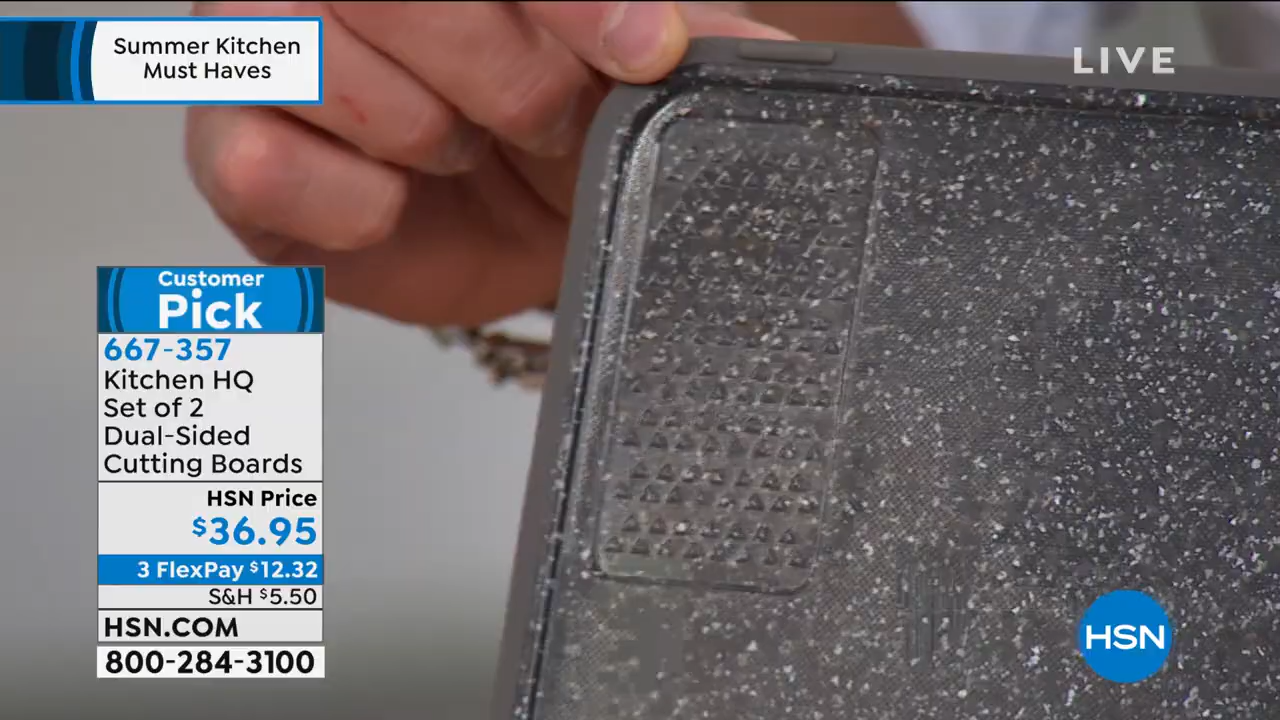 Summer Kitchen
Must Haves
LIVE
Customer
Pick
667-357
Kitchen HQ
Set of 2
Dual-Sided
Cutting Boards
HSN Price
$36.95
3 FlexPay $12.32
S&H $5.50
HSN.COM
800-284-3100
HSN